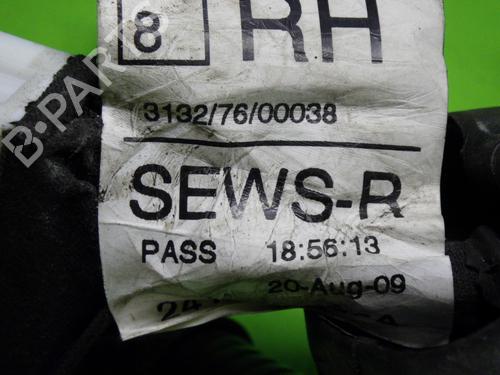 8 RH
3132/76/00038
SEWS-R
PASS 18:56:13
20-Aug-09
B-PARTS